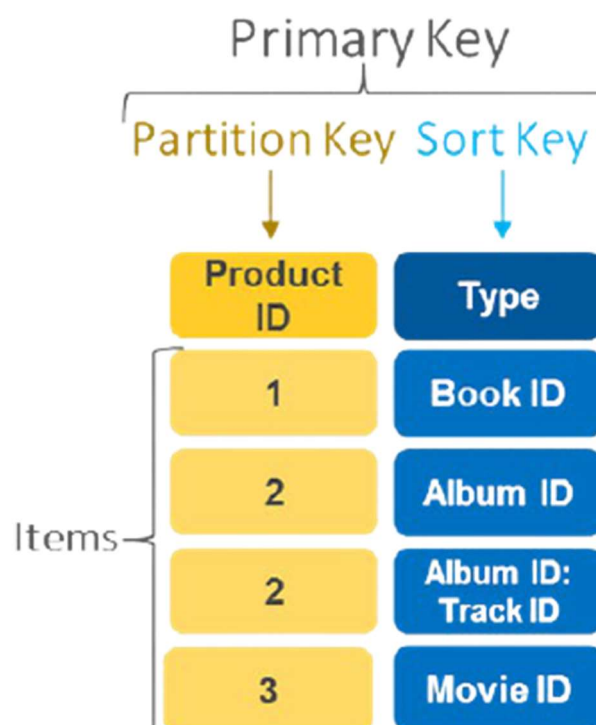 Primary Key
Partition Key Sort Key
Product
ID
Type
1
Book ID
2
Album ID
Items
2
Album ID:
Track ID
3
Movie ID